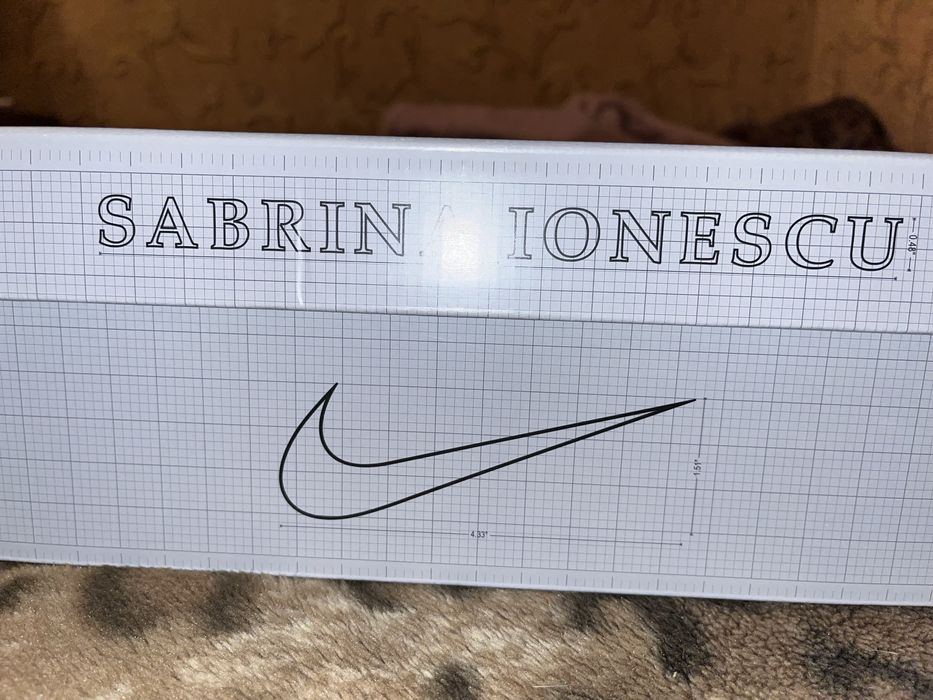 SABRINA IONESCU
0.48"
1.51"
4.33"